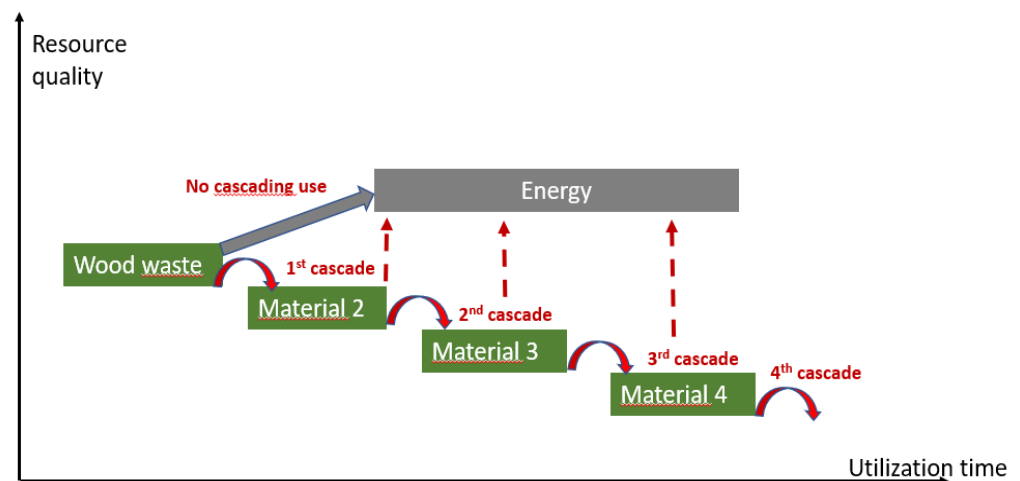 Resource
quality
No cascading use
Energy
Wood waste
1st cascade
Material 2
2nd cascade
Material 3
3rd cascade
4th cascade
Material 4
Utilization time